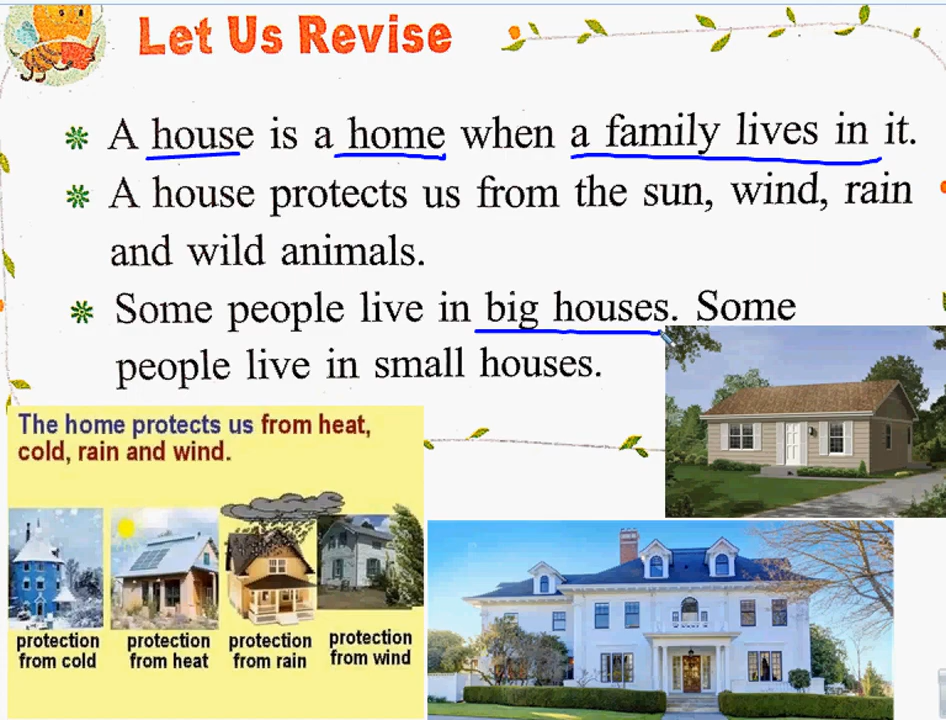 Let Us Revise
A house is a home when a family lives in it.
A house protects us from the sun, wind, rain
and wild animals.
Some people live in big houses. Some
people live in small houses.
The home protects us from heat,
cold, rain and wind.
protection from cold
protection from heat
protection from rain
protection from wind